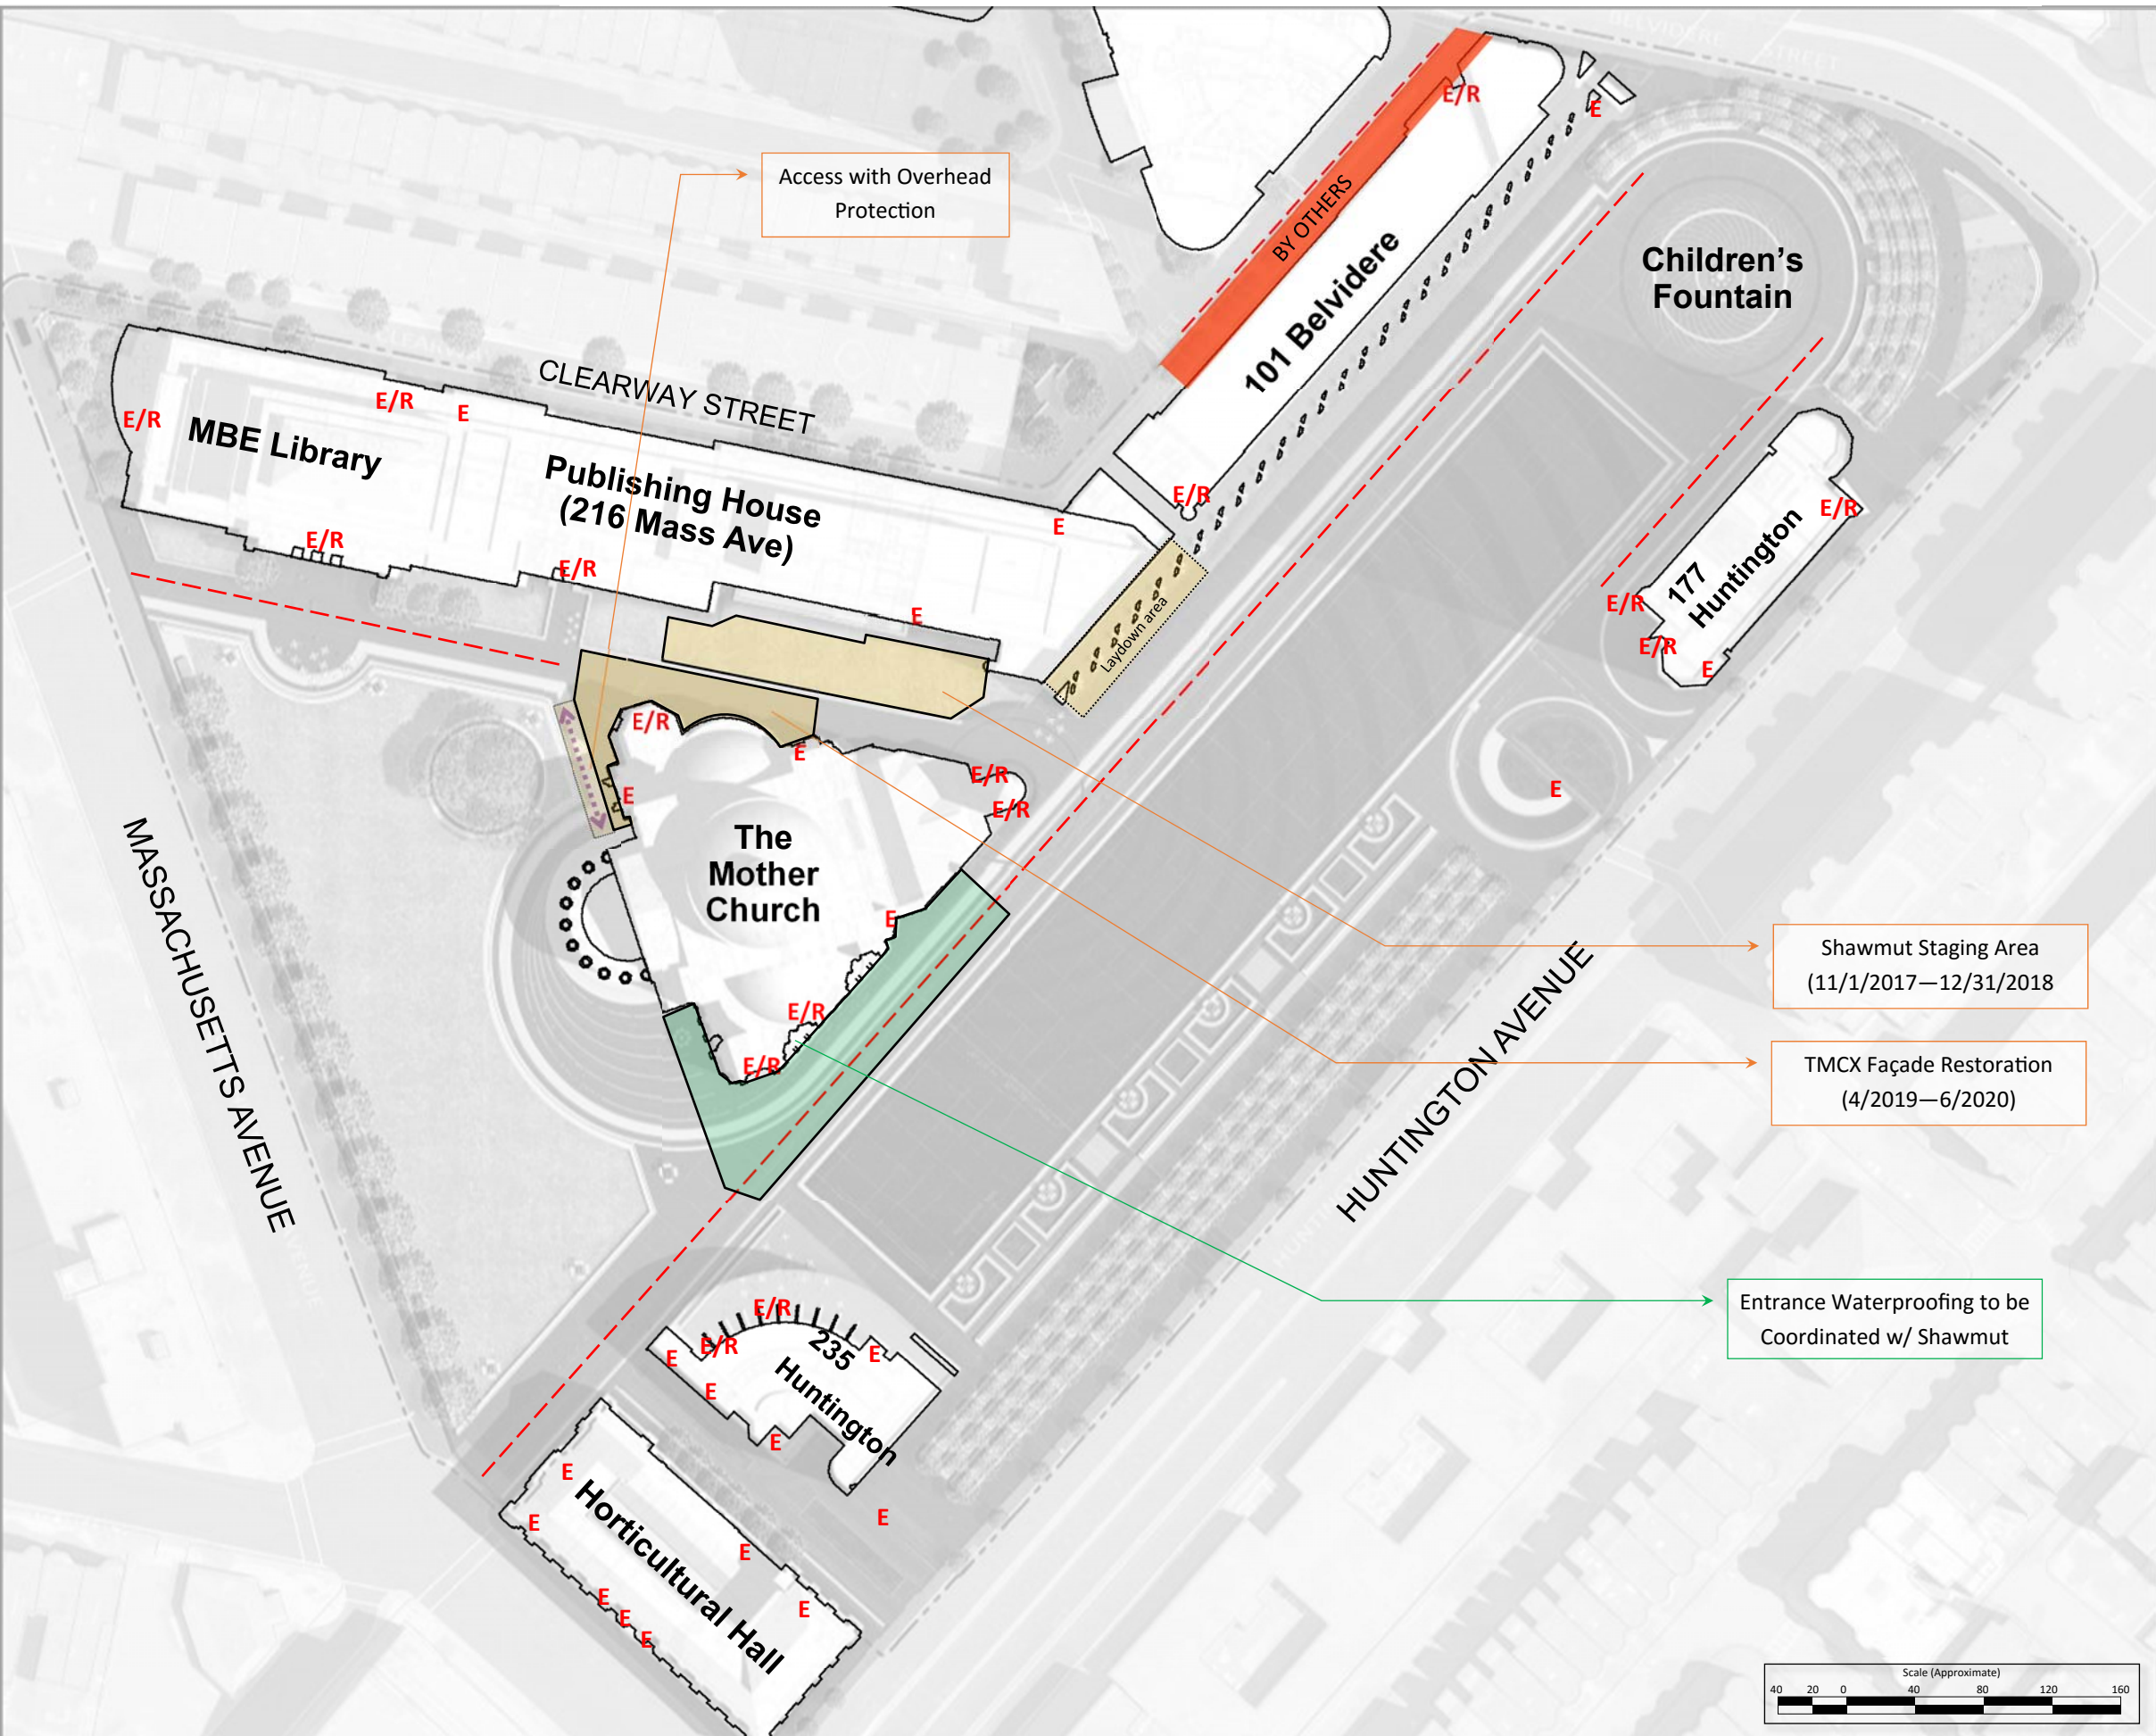 BELVIDERE STREET
E/R
E
Access with Overhead
Protection
BY OTHERS
101 Belvidere
Children's
Fountain
CLEARWAY STREET
E/R
E/R
E
MBE Library
Publishing House
(216 Mass Ave)
E/R
E/R
E
E
E/R
E/R
177
Huntington
E/R
E/R
E
Laydown area
E/R
E
E
E/R
E/R
E
The
Mother
Church
E
E/R
E/R
MASSACHUSETTS AVENUE
AVENUE
HUNTINGTON AVENUE
Shawmut Staging Area
(11/1/2017—12/31/2018
TMCX Façade Restoration
(4/2019—6/2020)
Entrance Waterproofing to be
Coordinated w/ Shawmut
E/R
E/R
E
E
E
E
E
235
Huntington
E
E
E
E
E
E
E
Horticultural Hall
Scale (Approximate)
40 20 0 40 80 120 160